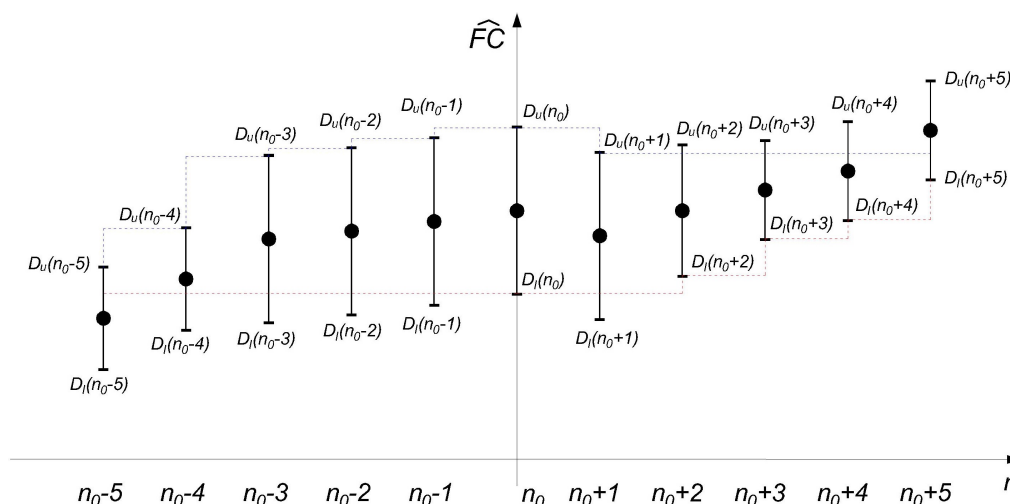 F̂C
Dᵤ(n₀-5)
Dᵤ(n₀-4)
Dᵤ(n₀-3)
Dᵤ(n₀-2)
Dᵤ(n₀-1)
Dᵤ(n₀)
Dᵤ(n₀+1)
Dᵤ(n₀+2)
Dᵤ(n₀+3)
Dᵤ(n₀+4)
Dᵤ(n₀+5)
Dₗ(n₀-5)
Dₗ(n₀-4)
Dₗ(n₀-3)
Dₗ(n₀-2)
Dₗ(n₀-1)
Dₗ(n₀)
Dₗ(n₀+1)
Dₗ(n₀+2)
Dₗ(n₀+3)
Dₗ(n₀+4)
Dₗ(n₀+5)
n₀-5 n₀-4 n₀-3 n₀-2 n₀-1 n₀ n₀+1 n₀+2 n₀+3 n₀+4 n₀+5